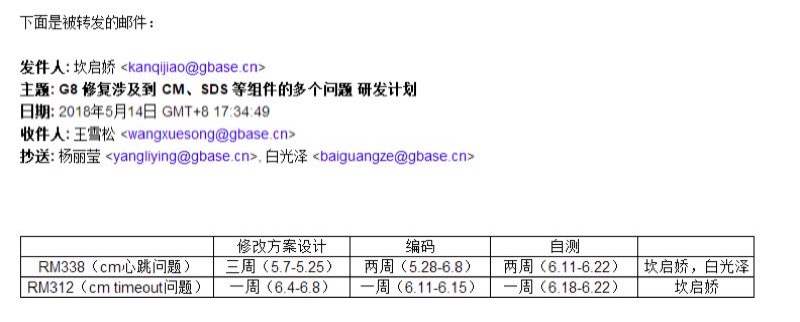 下面是被转发的邮件：
发件人: 坎启娇 <kanqijiao@gbase.cn>
主题: G8 修复涉及到 CM、SDS 等组件的多个问题 研发计划
日期: 2018年5月14日 GMT+8 17:34:49
收件人: 王雪松 <wangxuesong@gbase.cn>
抄送: 杨丽莹 <yangliying@gbase.cn>, 白光泽 <baiguangze@gbase.cn>
修改方案设计 编码 自测
RM338（cm心跳问题） 三周（5.7-5.25） 两周（5.28-6.8） 两周（6.11-6.22） 坎启娇，白光泽
RM312（cm timeout问题） 一周（6.4-6.8） 一周（6.11-6.15） 一周（6.18-6.22） 坎启娇